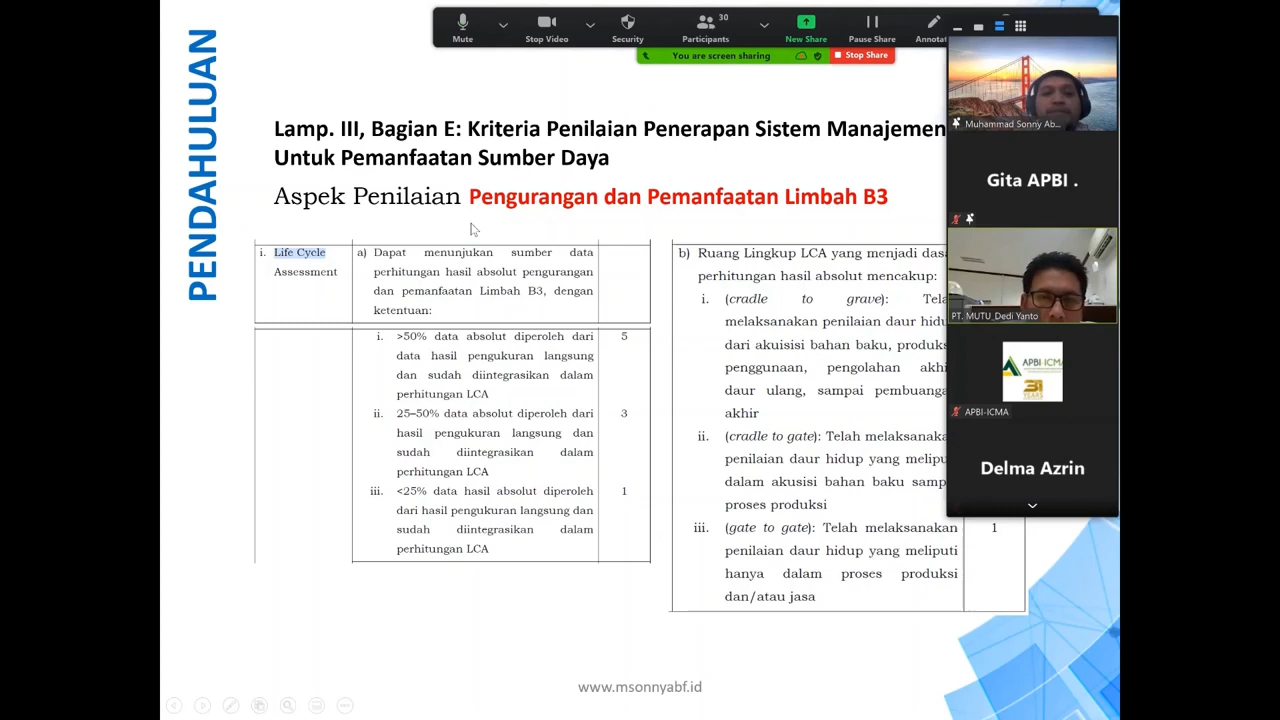 Mute
Stop Video
Security
Participants
30
New Share
Pause Share
Annotat
You are screen sharing
Stop Share
PENDAHULUAN
Lamp. III, Bagian E: Kriteria Penilaian Penerapan Sistem Manajemen
Untuk Pemanfaatan Sumber Daya
Aspek Penilaian Pengurangan dan Pemanfaatan Limbah B3
i. Life Cycle
Assessment
a) Dapat menunjukan sumber data
perhitungan hasil absolut pengurangan
dan pemanfaatan Limbah B3, dengan
ketentuan:
i. >50% data absolut diperoleh dari 5
data hasil pengukuran langsung
dan sudah diintegrasikan dalam
perhitungan LCA
ii. 25–50% data absolut diperoleh dari 3
hasil pengukuran langsung dan
sudah diintegrasikan dalam
perhitungan LCA
iii. <25% data hasil absolut diperoleh 1
dari hasil pengukuran langsung dan
sudah diintegrasikan dalam
perhitungan LCA
b) Ruang Lingkup LCA yang menjadi dasa
perhitungan hasil absolut mencakup:
i. (cradle to grave): Tela
melaksanakan penilaian daur hidu
dari akuisisi bahan baku, produks
penggunaan, pengolahan akhi
daur ulang, sampai pembuanga
akhir
ii. (cradle to gate): Telah melaksanaka
penilaian daur hidup yang melipu
dalam akusisi bahan baku samp
proses produksi
iii. (gate to gate): Telah melaksanakan 1
penilaian daur hidup yang meliputi
hanya dalam proses produksi
dan/atau jasa
Muhammad Sonny Ab...
Gita APBI .
PT. MUTU_Dedi Yanto
APBI-ICMA
31
YEARS
APBI-ICMA
Delma Azrin
www.msonnyabf.id